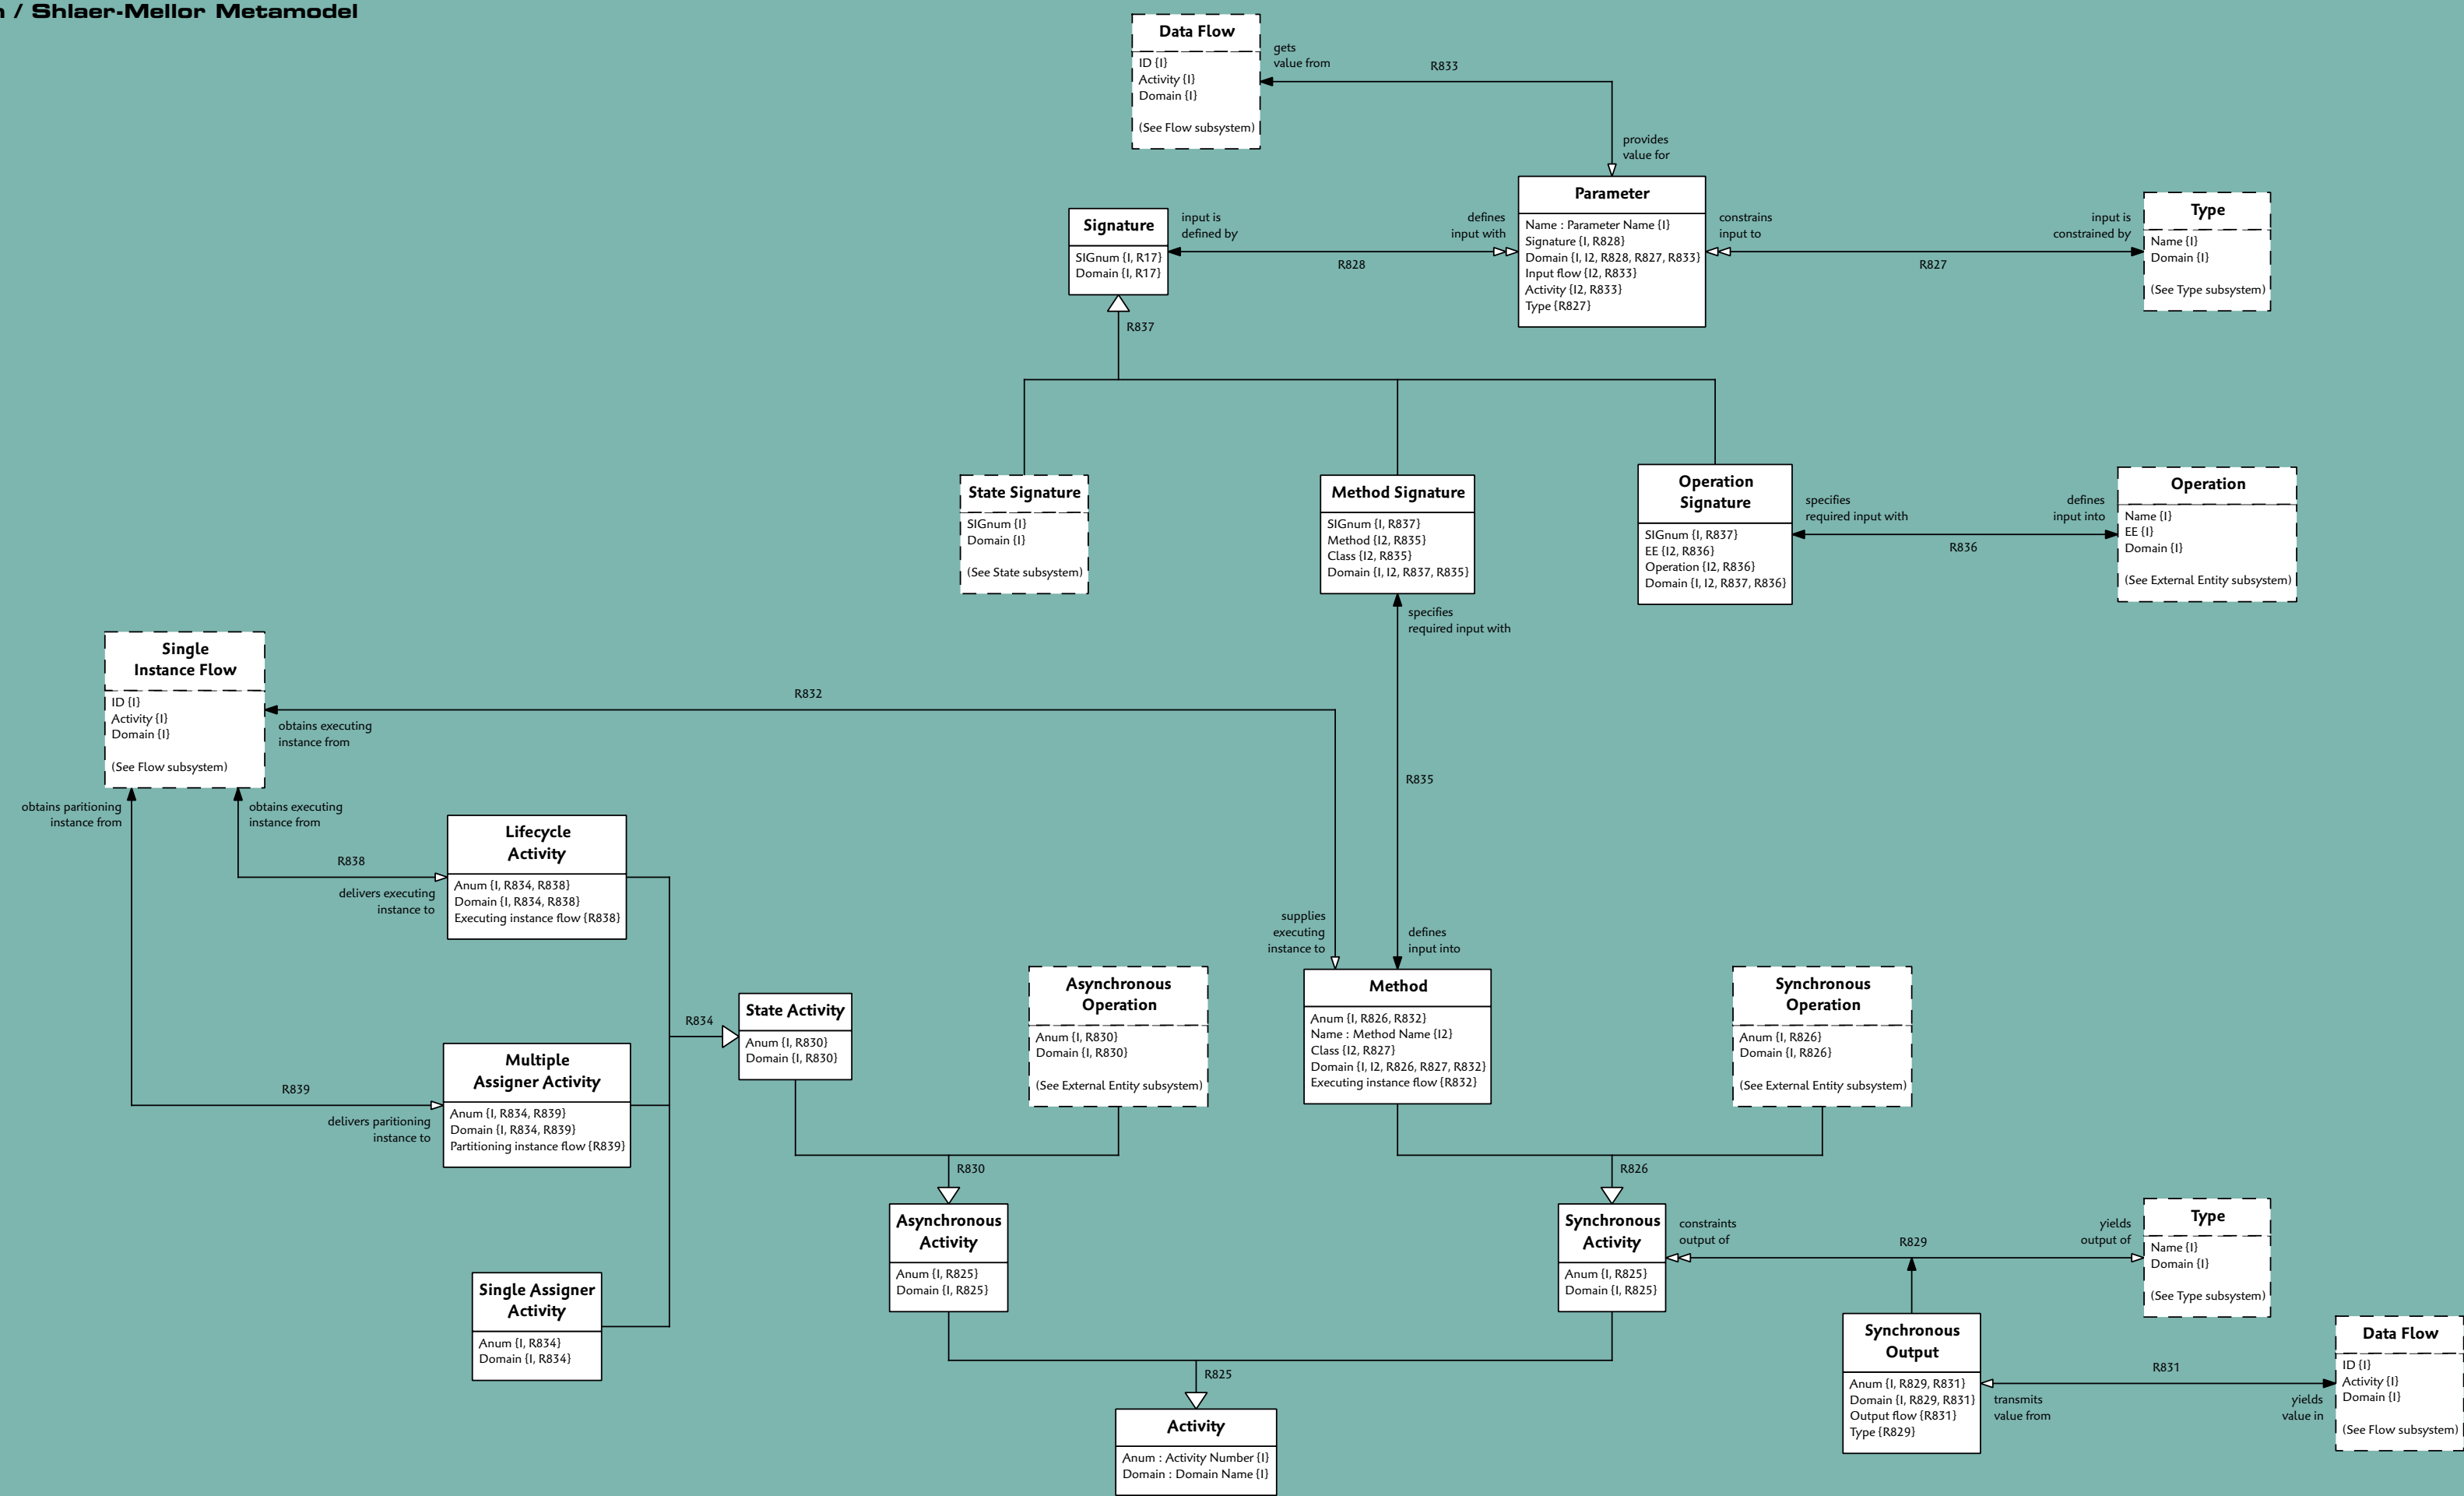 / Shlaer-Mellor Metamodel
Data Flow
ID {I}
Activity {I}
Domain {I}
(See Flow subsystem)
gets
value from
R833
provides
value for
Signature
SIGnum {I, R17}
Domain {I, R17}
input is
defined by
R828
defines
input with
Parameter
Name : Parameter Name {I}
Signature {I, R828}
Domain {I, I2, R828, R827, R833}
Input flow {I2, R833}
Activity {I2, R833}
Type {R827}
constrains
input to
R827
input is
constrained by
Type
Name {I}
Domain {I}
(See Type subsystem)
R837
State Signature
SIGnum {I}
Domain {I}
(See State subsystem)
Method Signature
SIGnum {I, R837}
Method {I2, R835}
Class {I2, R835}
Domain {I, I2, R837, R835}
Operation
Signature
SIGnum {I, R837}
EE {I2, R836}
Operation {I2, R836}
Domain {I, I2, R837, R836}
specifies
required input with
R836
defines
input into
Operation
Name {I}
EE {I}
Domain {I}
(See External Entity subsystem)
specifies
required input with
R835
defines
input into
Single
Instance Flow
ID {I}
Activity {I}
Domain {I}
(See Flow subsystem)
R832
obtains executing
instance from
supplies
executing
instance to
obtains paritioning
instance from
obtains executing
instance from
R838
delivers executing
instance to
Lifecycle
Activity
Anum {I, R834, R838}
Domain {I, R834, R838}
Executing instance flow {R838}
R839
delivers paritioning
instance to
Multiple
Assigner Activity
Anum {I, R834, R839}
Domain {I, R834, R839}
Partitioning instance flow {R839}
Single Assigner
Activity
Anum {I, R834}
Domain {I, R834}
R834
State Activity
Anum {I, R830}
Domain {I, R830}
Asynchronous
Operation
Anum {I, R830}
Domain {I, R830}
(See External Entity subsystem)
Method
Anum {I, R826, R832}
Name : Method Name {I2}
Class {I2, R827}
Domain {I, I2, R826, R827, R832}
Executing instance flow {R832}
Synchronous
Operation
Anum {I, R826}
Domain {I, R826}
(See External Entity subsystem)
R830
R826
Asynchronous
Activity
Anum {I, R825}
Domain {I, R825}
Synchronous
Activity
Anum {I, R825}
Domain {I, R825}
constraints
output of
R829
yields
output of
Type
Name {I}
Domain {I}
(See Type subsystem)
Synchronous
Output
Anum {I, R829, R831}
Domain {I, R829, R831}
Output flow {R831}
Type {R829}
R831
transmits
value from
yields
value in
Data Flow
ID {I}
Activity {I}
Domain {I}
(See Flow subsystem)
R825
Activity
Anum : Activity Number {I}
Domain : Domain Name {I}